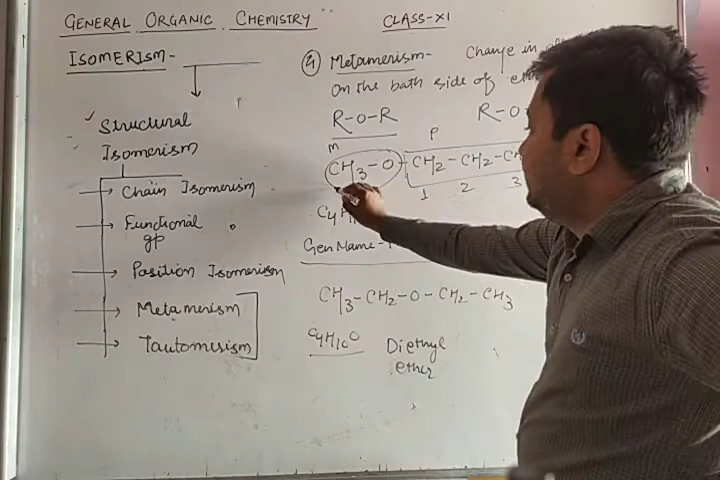 GENERAL ORGANIC CHEMISTRY CLASS-XI
ISOMERISM-
Structural
Isomerism
Chain Isomerism
Functional
gp
Position Isomerism
Metamerism
Tautomerism
④ Metamerism- Change in
On the bath side of
R-O-R R-O
M P
CH3-O-CH2-CH2-CH
1 2 3
C4H
Gen Name-
CH3-CH2-O-CH2-CH3
C4H10O Diethyl
ether